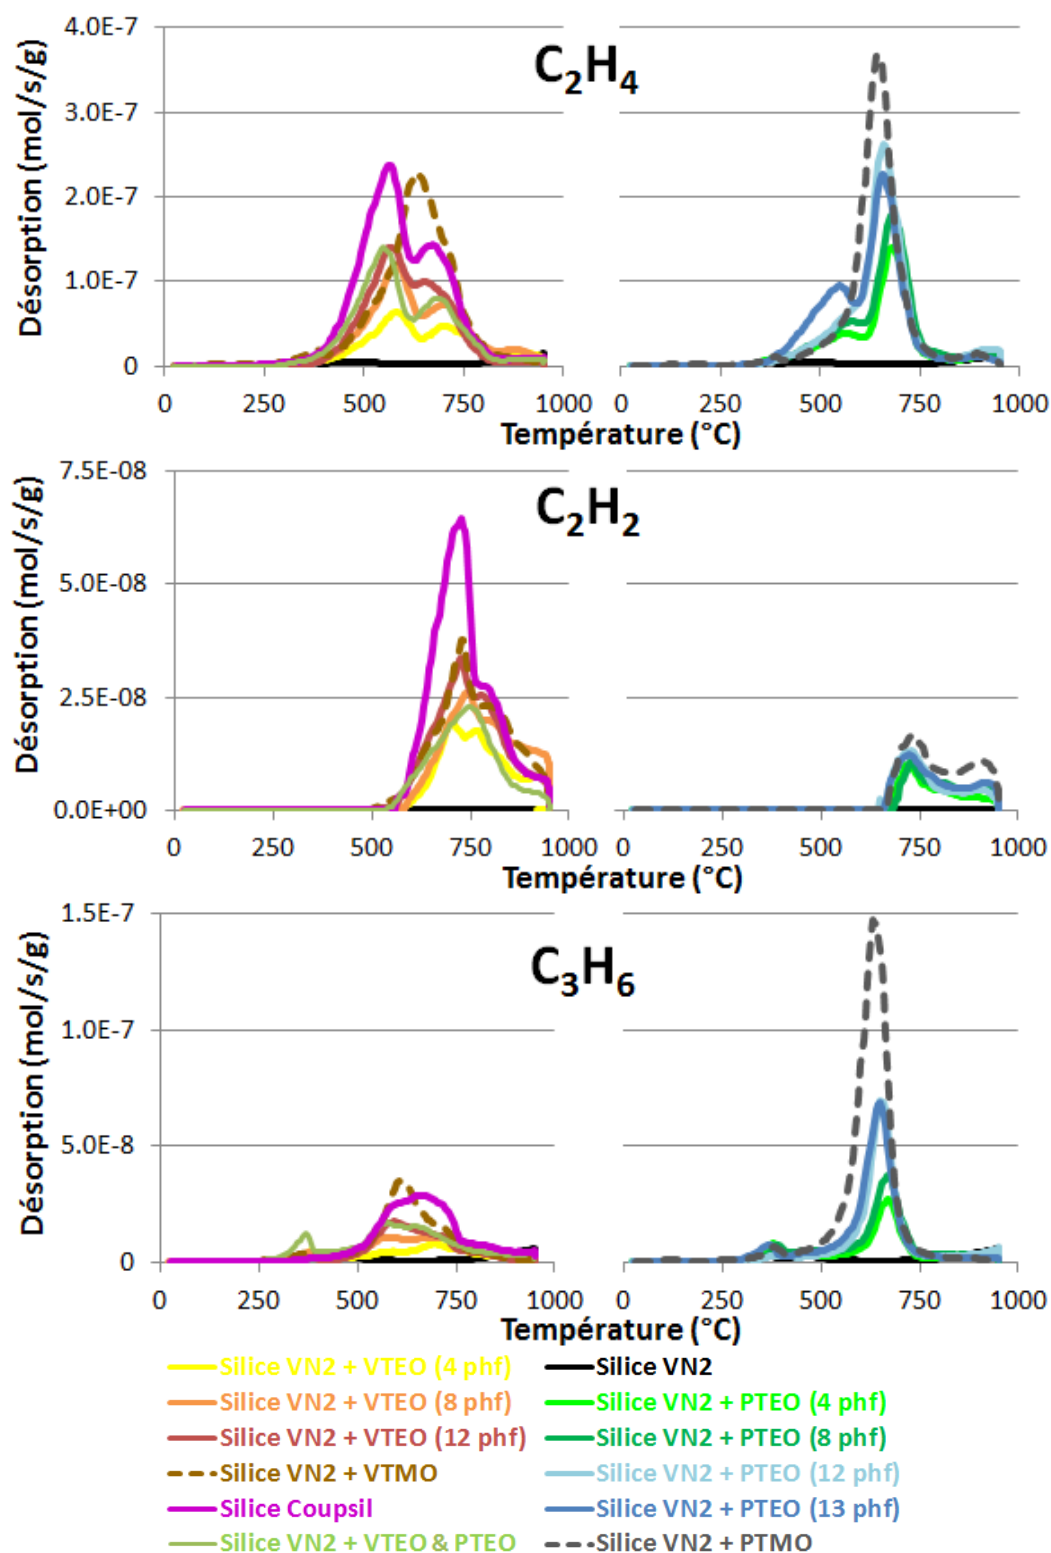 C2H4
Désorption (mol/s/g)
4.0E-7
3.0E-7
2.0E-7
1.0E-7
0
0 250 500 750 1000 0 250 500 750 1000
Température (°C)
C2H2
Désorption (mol/s/g)
7.5E-08
5.0E-08
2.5E-08
0.0E+00
0 250 500 750 1000 0 250 500 750 1000
Température (°C)
C3H6
Désorption (mol/s/g)
1.5E-7
1.0E-7
5.0E-8
0
0 250 500 750 1000 0 250 500 750 1000
Température (°C)
Silice VN2 + VTEO (4 phf) Silice VN2
Silice VN2 + VTEO (8 phf) Silice VN2 + PTEO (4 phf)
Silice VN2 + VTEO (12 phf) Silice VN2 + PTEO (8 phf)
Silice VN2 + VTMO Silice VN2 + PTEO (12 phf)
Silice Coupsil Silice VN2 + PTEO (13 phf)
Silice VN2 + VTEO & PTEO Silice VN2 + PTMO